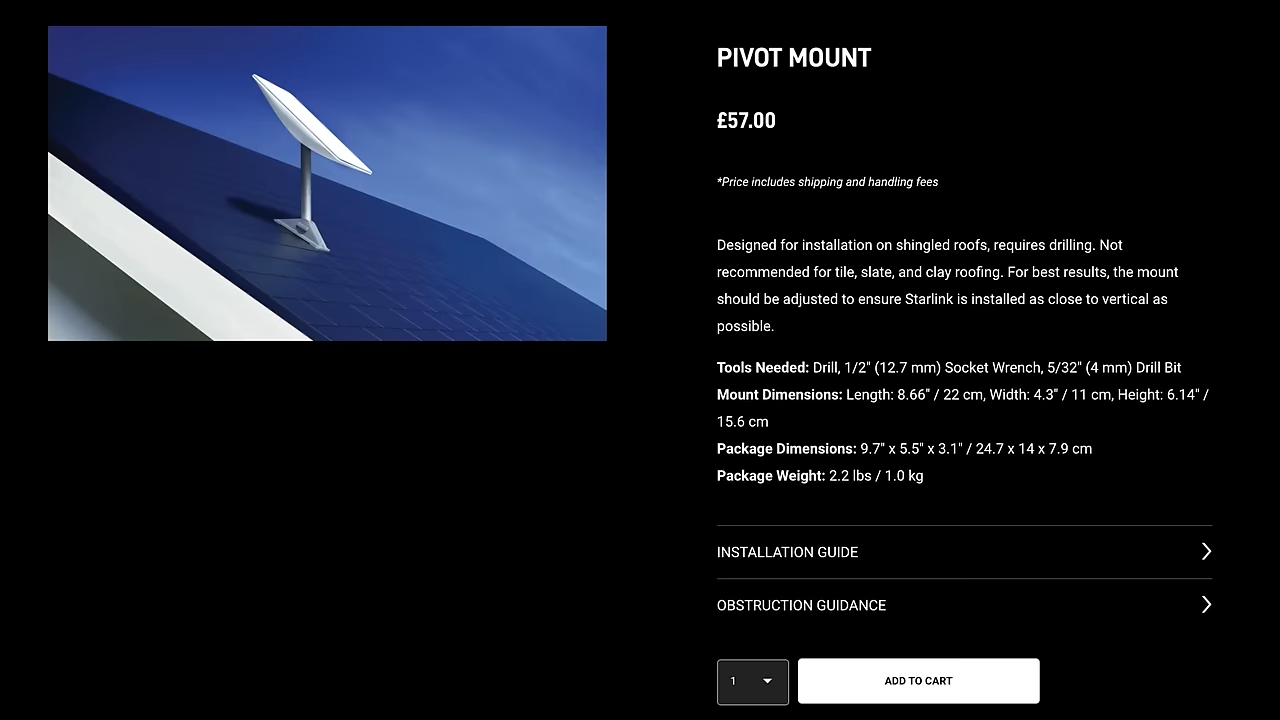 PIVOT MOUNT
£57.00
*Price includes shipping and handling fees
Designed for installation on shingled roofs, requires drilling. Not
recommended for tile, slate, and clay roofing. For best results, the mount
should be adjusted to ensure Starlink is installed as close to vertical as
possible.
Tools Needed: Drill, 1/2" (12.7 mm) Socket Wrench, 5/32" (4 mm) Drill Bit
Mount Dimensions: Length: 8.66" / 22 cm, Width: 4.3" / 11 cm, Height: 6.14" /
15.6 cm
Package Dimensions: 9.7" x 5.5" x 3.1" / 24.7 x 14 x 7.9 cm
Package Weight: 2.2 lbs / 1.0 kg
INSTALLATION GUIDE
OBSTRUCTION GUIDANCE
1
ADD TO CART